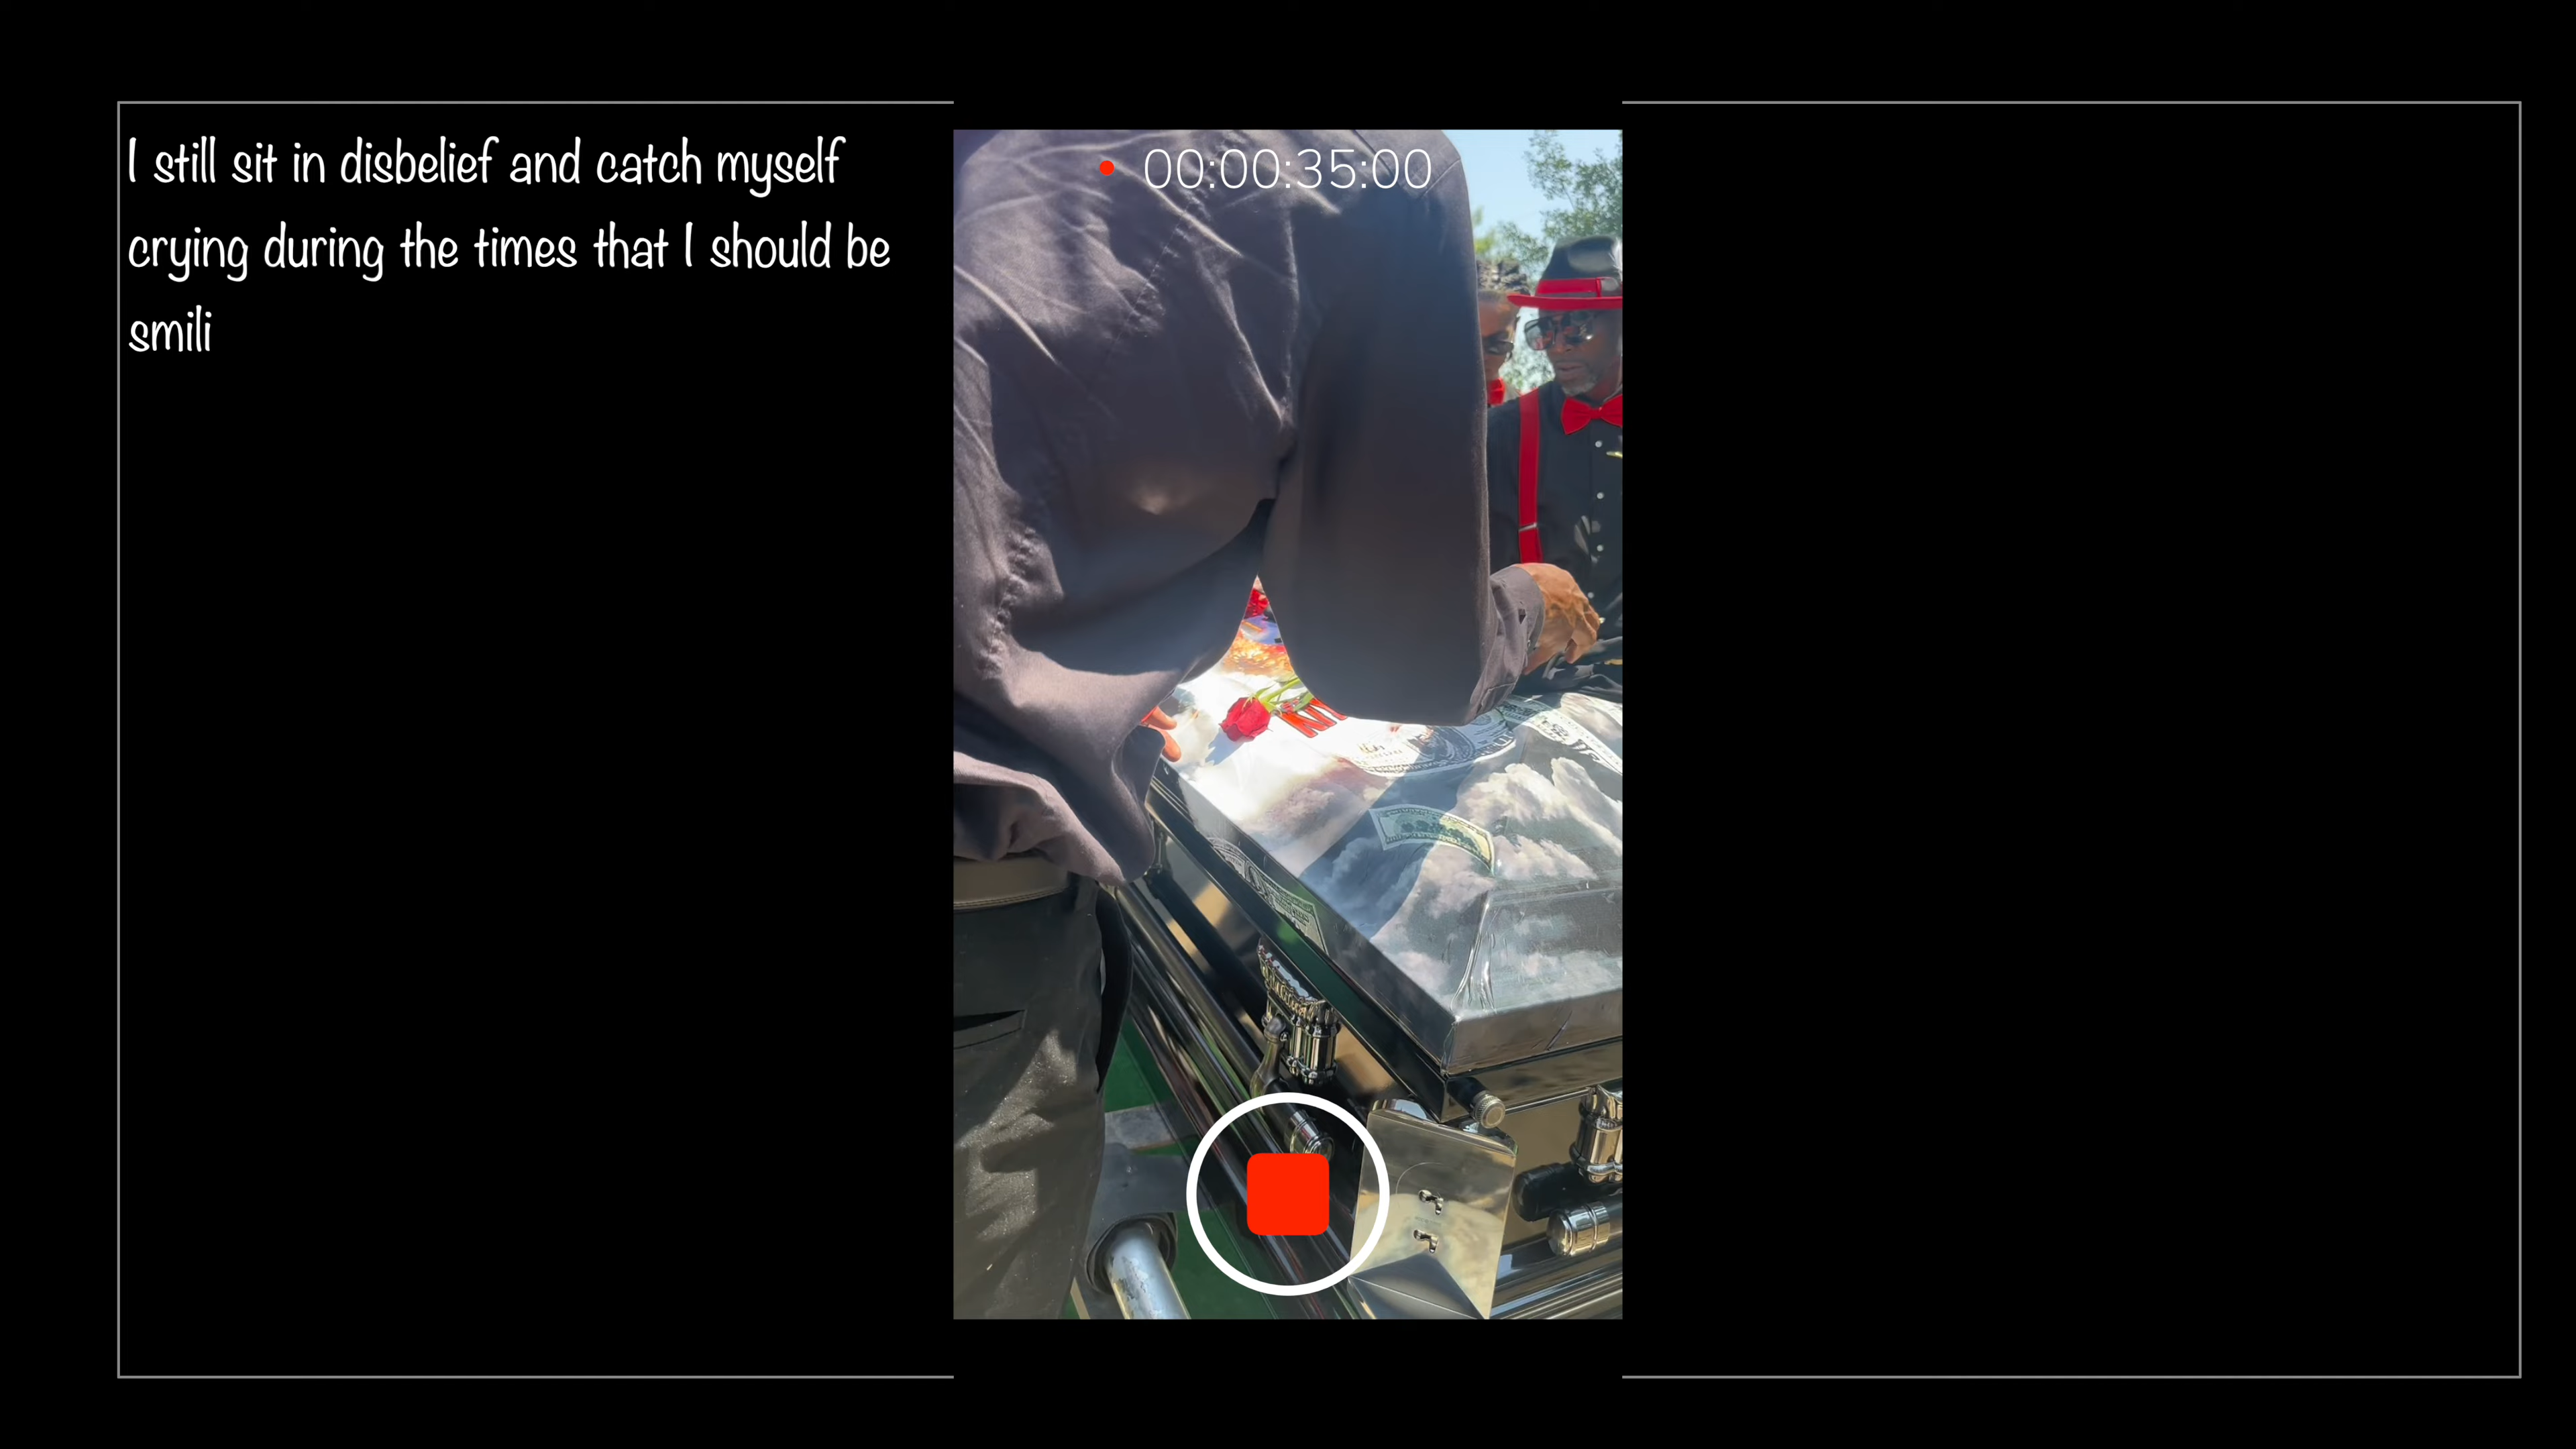 I still sit in disbelief and catch myself
crying during the times that I should be
smili
00:00:35:00